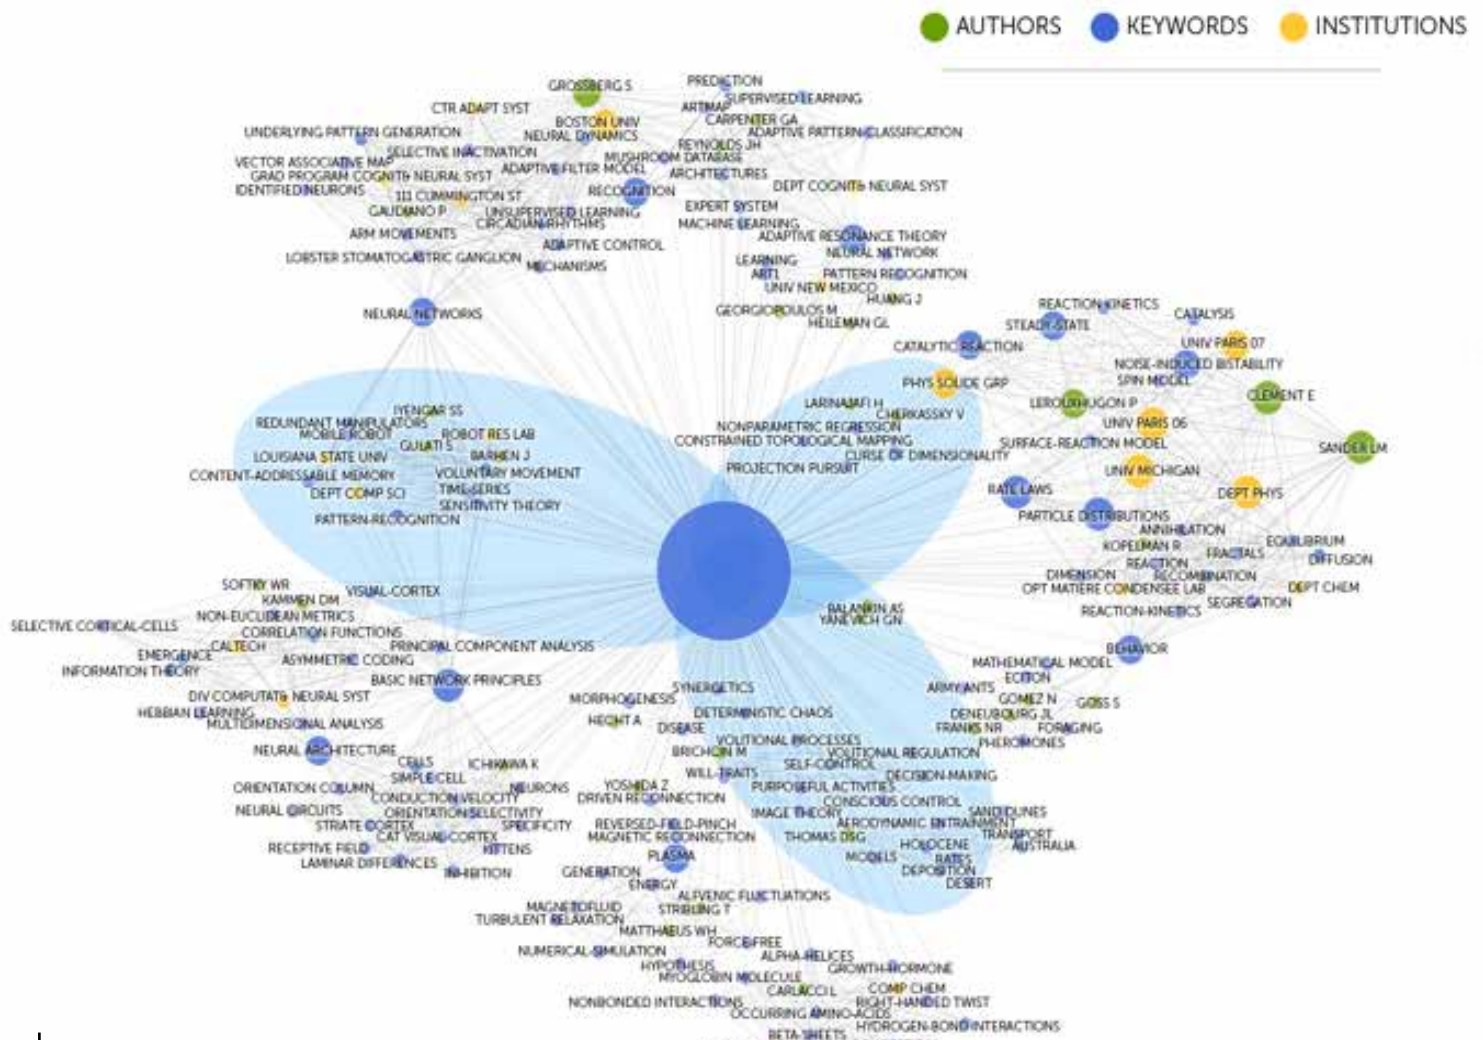 AUTHORS
KEYWORDS
INSTITUTIONS
GROSSBERG S
PREDICTION
SUPERVISED LEARNING
CTR ADAPT SYST
ARTMAP
BOSTON UNIV
CARPENTER GA
UNDERLYING PATTERN GENERATION
NEURAL DYNAMICS
ADAPTIVE PATTERN-CLASSIFICATION
SELECTIVE INACTIVATION
REYNOLDS JH
VECTOR ASSOCIATIVE MAP
MUSHROOM DATABASE
GRAD PROGRAM COGNIT& NEURAL SYST
ADAPTIVE FILTER MODEL
ARCHITECTURES
IDENTIFIED NEURONS
RECOGNITION
DEPT COGNIT& NEURAL SYST
111 CUMMINGTON ST
GAUDIANO P
UNSUPERVISED LEARNING
EXPERT SYSTEM
CIRCADIAN-RHYTHMS
MACHINE LEARNING
ARM MOVEMENTS
ADAPTIVE RESONANCE THEORY
ADAPTIVE CONTROL
NEURAL NETWORK
LOBSTER STOMATOGASTRIC GANGLION
MECHANISMS
LEARNING
ART1
PATTERN RECOGNITION
UNIV NEW MEXICO
HUANG J
NEURAL NETWORKS
GEORGIOPOULOS M
HEILEMAN GL
REACTION-KINETICS
CATALYSIS
STEADY-STATE
CATALYTIC REACTION
UNIV PARIS 07
NOISE-INDUCED BISTABILITY
SPIN MODEL
PHYS SOLIDE GRP
CLEMENT E
LARINAJAFI H
LEROUXHUGON P
CHERKASSKY V
UNIV PARIS 06
NONPARAMETRIC REGRESSION
CONSTRAINED TOPOLOGICAL MAPPING
SURFACE-REACTION MODEL
SANDER LM
CURSE OF DIMENSIONALITY
PROJECTION PURSUIT
UNIV MICHIGAN
RATE LAWS
DEPT PHYS
PARTICLE DISTRIBUTIONS
ANNIHILATION
KOPELMAN R
EQUILIBRIUM
FRACTALS
DIFFUSION
REACTION
DIMENSION
RECOMBINATION
OPT MATIERE CONDENSEE LAB
DEPT CHEM
SEGREGATION
REACTION-KINETICS
IYENGAR SS
REDUNDANT MANIPULATORS
MOBILE ROBOT
ROBOT RES LAB
GULATI S
LOUISIANA STATE UNIV
BARHEN J
CONTENT-ADDRESSABLE MEMORY
VOLUNTARY MOVEMENT
DEPT COMP SCI
TIME-SERIES
SENSITIVITY THEORY
PATTERN-RECOGNITION
SOFTKY WR
VISUAL-CORTEX
KAMMEN DM
NON-EUCLIDEAN METRICS
SELECTIVE CORTICAL-CELLS
CORRELATION FUNCTIONS
CALTECH
PRINCIPAL COMPONENT ANALYSIS
EMERGENCE
ASYMMETRIC CODING
INFORMATION THEORY
BASIC NETWORK PRINCIPLES
DIV COMPUTAT& NEURAL SYST
HEBBIAN LEARNING
MULTIDIMENSIONAL ANALYSIS
NEURAL ARCHITECTURE
CELLS
ICHIKAWA K
SIMPLE CELL
ORIENTATION COLUMN
NEURONS
CONDUCTION VELOCITY
NEURAL CIRCUITS
ORIENTATION SELECTIVITY
STRIATE CORTEX
SPECIFICITY
CAT VISUAL-CORTEX
RECEPTIVE FIELD
KITTENS
LAMINAR DIFFERENCES
INHIBITION
BALANKIN AS
YANEVICH GN
BEHAVIOR
MATHEMATICAL MODEL
ECITON
ARMY ANTS
GOMEZ N
GOSS S
DENEUBOURG JL
FRANKS NR
FORAGING
PHEROMONES
SYNERGETICS
MORPHOGENESIS
DETERMINISTIC CHAOS
HECHT A
DISEASE
VOLITIONAL PROCESSES
BRICHCIN M
VOLITIONAL REGULATION
SELF-CONTROL
WILL-TRAITS
DECISION-MAKING
YOSHIDA Z
PURPOSEFUL ACTIVITIES
DRIVEN RECONNECTION
CONSCIOUS CONTROL
IMAGE THEORY
SAND DUNES
REVERSED-FIELD-PINCH
AERODYNAMIC ENTRAINMENT
MAGNETIC RECONNECTION
THOMAS DSG
TRANSPORT
HOLOCENE
AUSTRALIA
PLASMA
MODELS
RATES
GENERATION
DEPOSITION
ENERGY
DESERT
ALFVENIC FLUCTUATIONS
MAGNETOFLUID
STRIBLING T
TURBULENT RELAXATION
MATTHAEUS WH
FORCE-FREE
NUMERICAL-SIMULATION
ALPHA-HELICES
HYPOTHESIS
GROWTH-HORMONE
MYOGLOBIN MOLECULE
CARLACCI L
COMP CHEM
NONBONDED INTERACTIONS
RIGHT-HANDED TWIST
OCCURRING AMINO-ACIDS
HYDROGEN-BOND INTERACTIONS
BETA-SHEETS